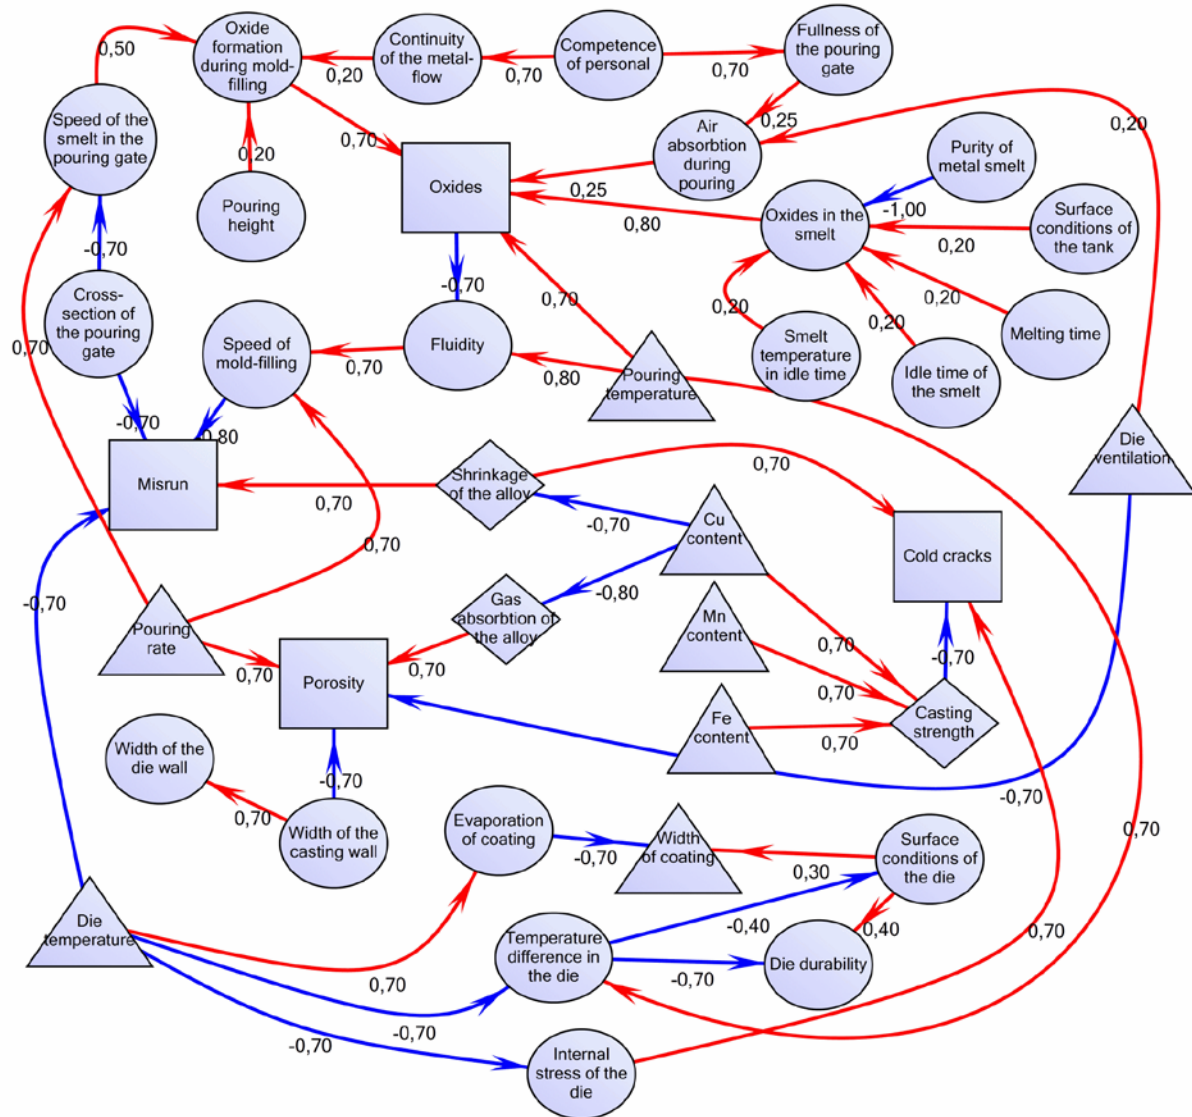 Oxide
formation
during mold-
filling
Continuity
of the metal-
flow
Competence
of personal
Fullness of
the pouring
gate
0,50
0,20
0,70
0,70
Speed of the
smelt in the
pouring gate
0,20
0,70
0,25
0,20
Air
absorbtion
during
pouring
Purity of
metal smelt
Oxides
Pouring
height
0,25
0,80
Oxides in the
smelt
-1,00
0,20
Surface
conditions of
the tank
-0,70
-0,70
0,70
0,20
0,20
0,20
Cross-
section of
the pouring
gate
Speed of
mold-filling
Fluidity
Smelt
temperature
in idle time
Melting time
0,70
0,70
0,80
Pouring
temperature
Idle time of
the smelt
-0,70
-0,80
Misrun
Shrinkage
of the alloy
0,70
Die
ventilation
0,70
-0,70
Cu
content
Cold cracks
0,70
-0,70
Gas
absorbtion of
the alloy
-0,80
Pouring
rate
Mn
content
0,70
-0,70
0,70
0,70
Porosity
0,70
Casting
strength
Fe
content
0,70
Width of the
die wall
-0,70
-0,70
0,70
Width of the
casting wall
Evaporation
of coating
-0,70
Width
of coating
0,30
Surface
conditions of
the die
0,70
Die
temperature
Temperature
difference in
the die
-0,40
0,40
0,70
-0,70
Die durability
0,70
-0,70
-0,70
Internal
stress of the
die